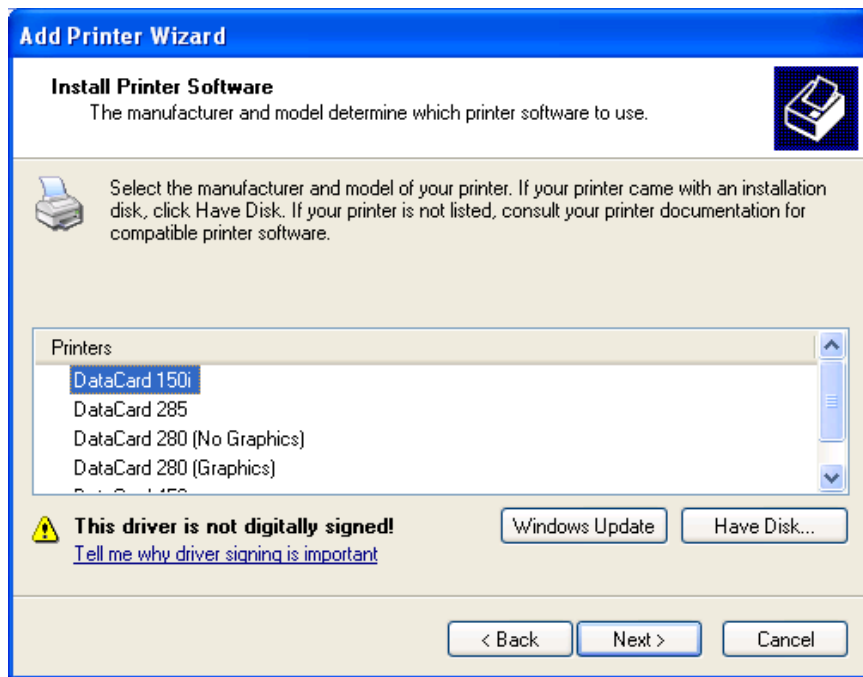 Add Printer Wizard
Install Printer Software
The manufacturer and model determine which printer software to use.
Select the manufacturer and model of your printer. If your printer came with an installation
disk, click Have Disk. If your printer is not listed, consult your printer documentation for
compatible printer software.
Printers
DataCard 150i
DataCard 285
DataCard 280 (No Graphics)
DataCard 280 (Graphics)
This driver is not digitally signed!
Tell me why driver signing is important
Windows Update
Have Disk...
< Back
Next >
Cancel